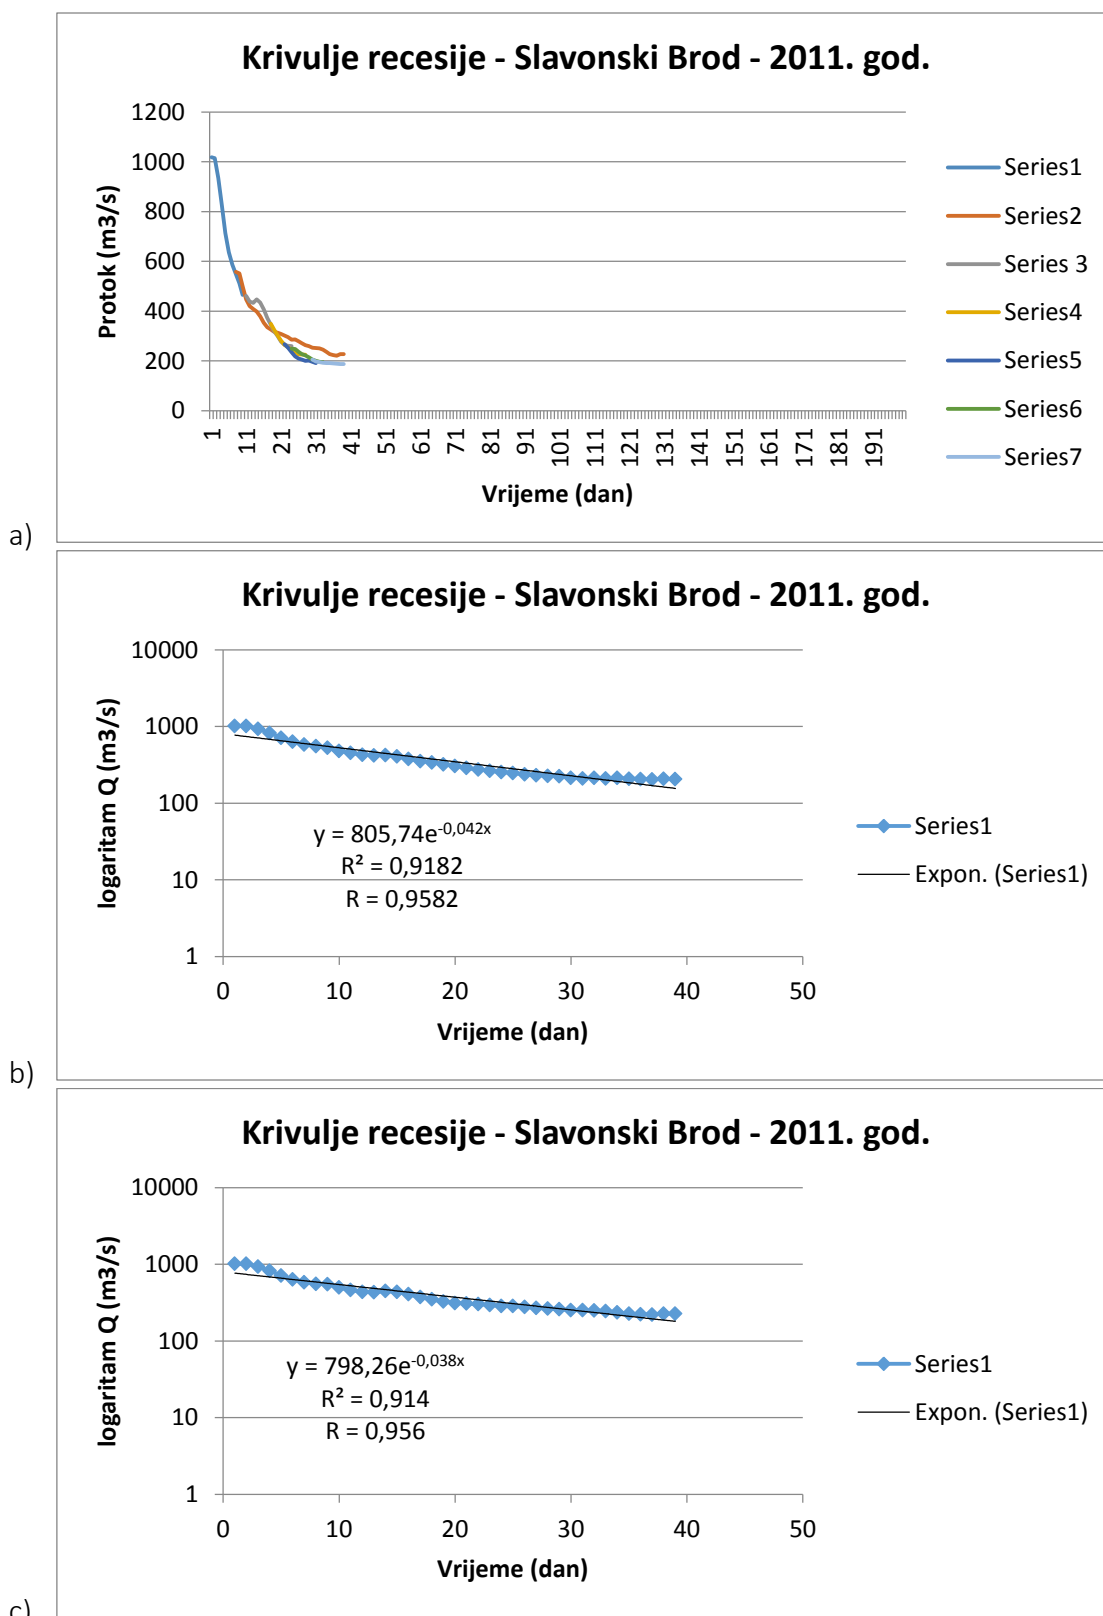 Krivulje recesije - Slavonski Brod - 2011. god.
1200
1000
800
600
400
200
0
Protok (m3/s)
1 11 21 31 41 51 61 71 81 91 101 111 121 131 141 151 161 171 181 191
Vrijeme (dan)
Series1
Series2
Series 3
Series4
Series5
Series6
Series7
a)
Krivulje recesije - Slavonski Brod - 2011. god.
10000
1000
100
10
1
logaritam Q (m3/s)
y = 805,74e^-0,042x
R² = 0,9182
R = 0,9582
0 10 20 30 40 50
Vrijeme (dan)
Series1
Expon. (Series1)
b)
Krivulje recesije - Slavonski Brod - 2011. god.
10000
1000
100
10
1
logaritam Q (m3/s)
y = 798,26e^-0,038x
R² = 0,914
R = 0,956
0 10 20 30 40 50
Vrijeme (dan)
Series1
Expon. (Series1)
c)